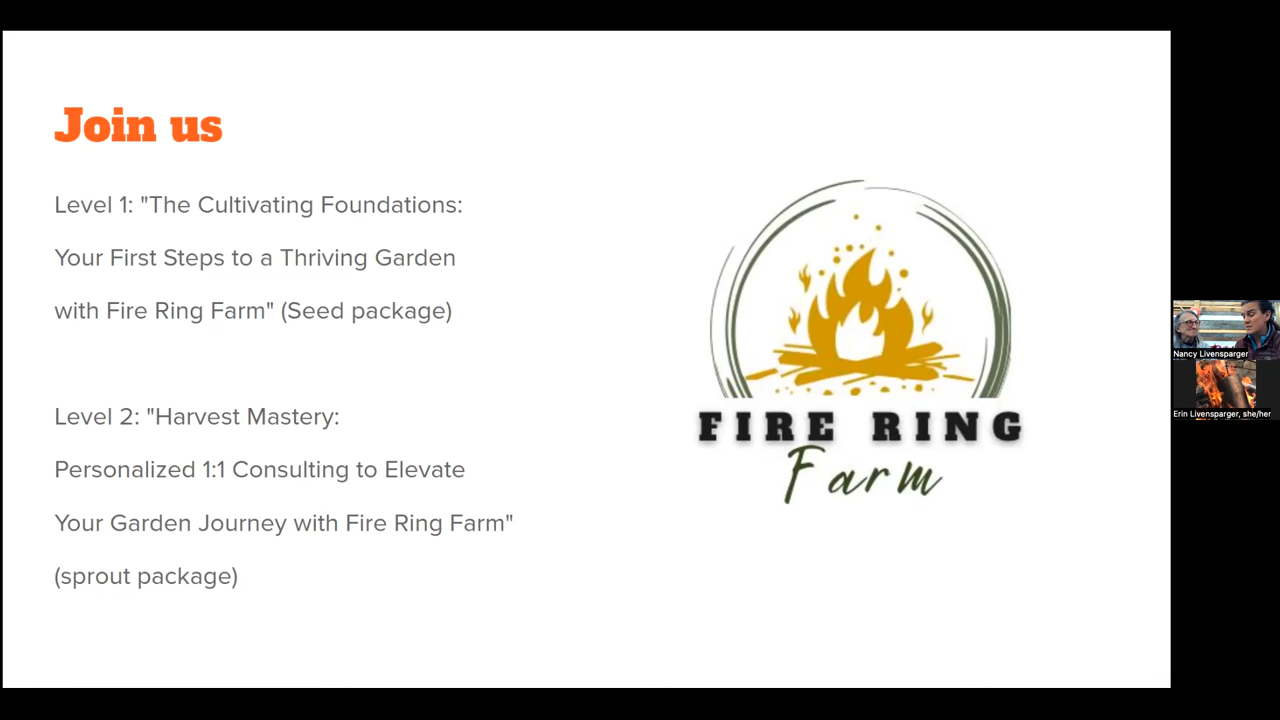 Join us
Level 1: "The Cultivating Foundations:
Your First Steps to a Thriving Garden
with Fire Ring Farm" (Seed package)
Level 2: "Harvest Mastery:
Personalized 1:1 Consulting to Elevate
Your Garden Journey with Fire Ring Farm"
(sprout package)
FIRE RING
Farm
Nancy Livensparger
Erin Livensparger, she/her